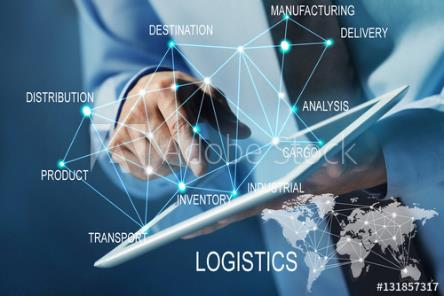 MANUFACTURING
DESTINATION
DELIVERY
DISTRIBUTION
ANALYSIS
CARGO
PRODUCT
INDUSTRIAL
INVENTORY
TRANSPORT
LOGISTICS
#131857317